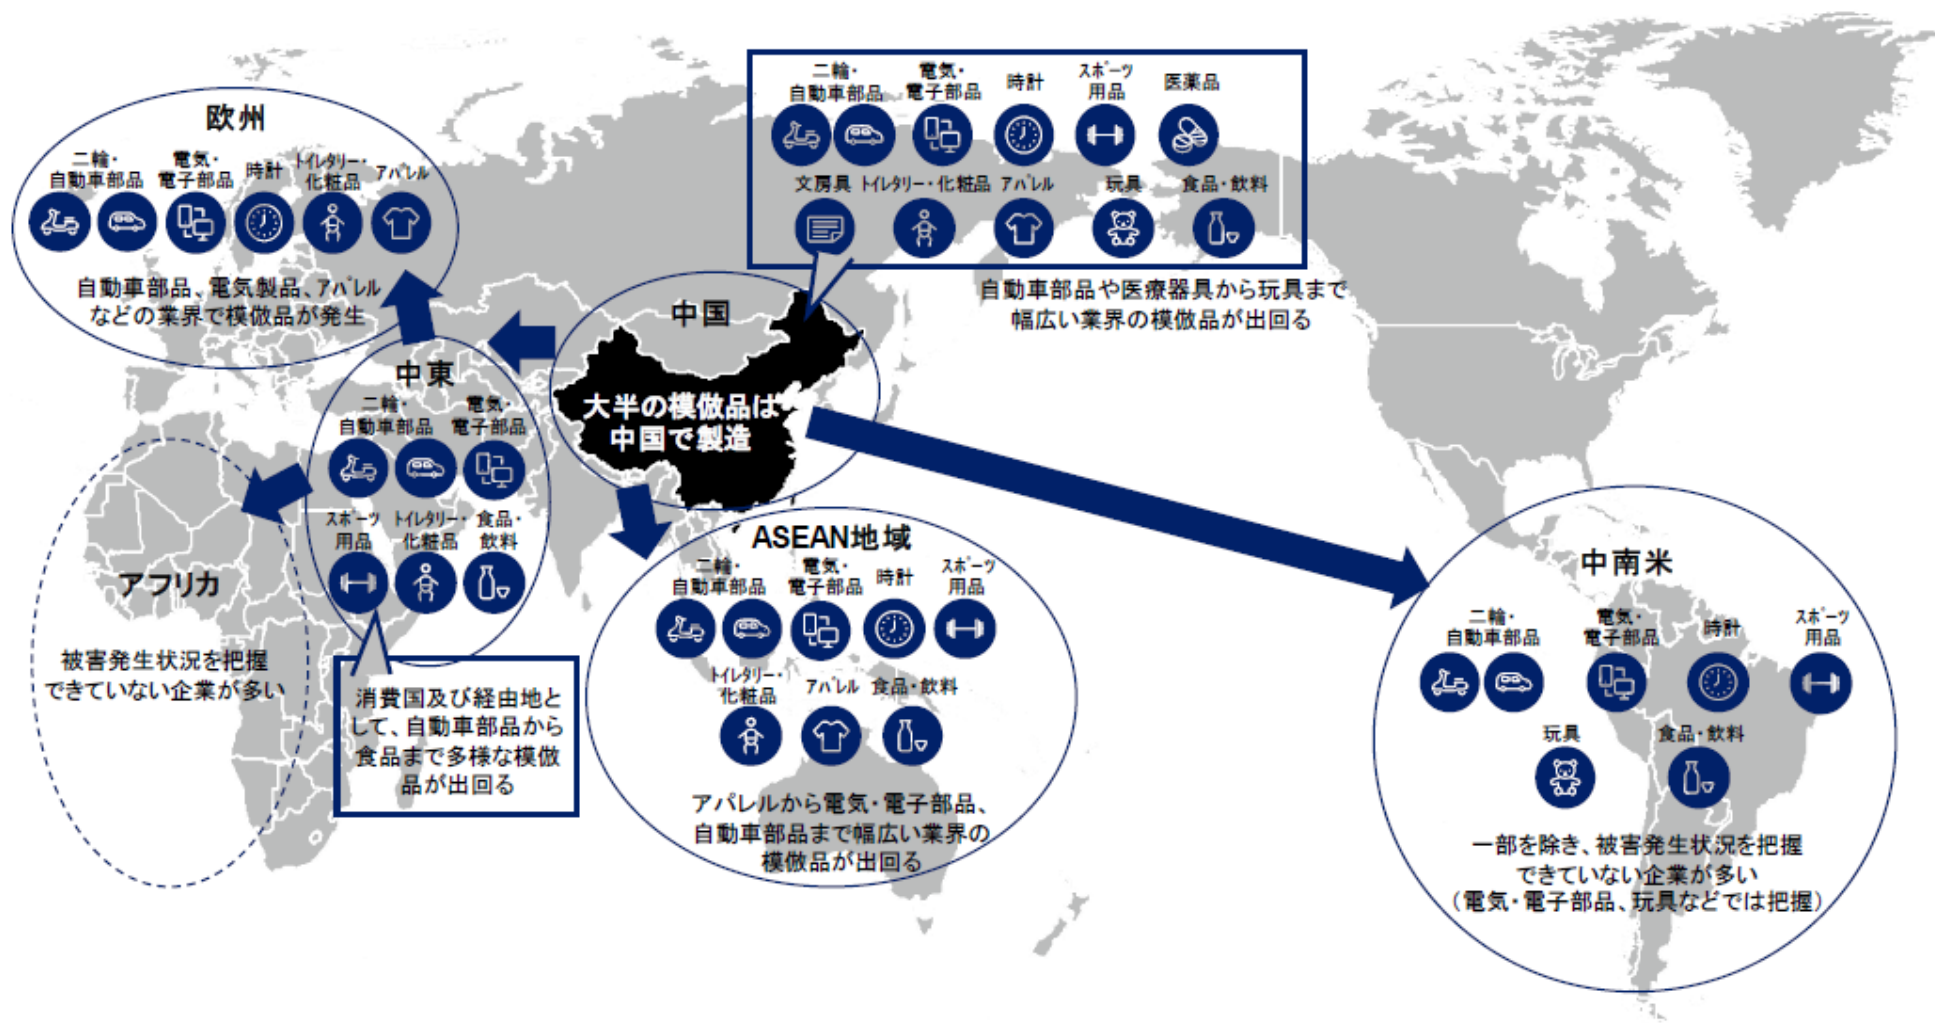 欧州
二輪・
自動車部品
電気・
電子部品
時計
トイレタリー・
化粧品
アパレル
自動車部品、電気製品、アパレル
などの業界で模倣品が発生
二輪・
自動車部品
電気・
電子部品
時計
スポーツ
用品
医薬品
文房具
トイレタリー・化粧品
アパレル
玩具
食品・飲料
自動車部品や医療器具から玩具まで
幅広い業界の模倣品が出回る
中国
大半の模倣品は
中国で製造
中東
二輪・
自動車部品
電気・
電子部品
スポーツ
用品
トイレタリー・
化粧品
食品・
飲料
消費国及び経由地と
して、自動車部品から
食品まで多様な模倣
品が出回る
アフリカ
被害発生状況を把握
できていない企業が多い
ASEAN地域
二輪・
自動車部品
電気・
電子部品
時計
スポーツ
用品
トイレタリー・
化粧品
アパレル
食品・飲料
アパレルから電気・電子部品、
自動車部品まで幅広い業界の
模倣品が出回る
中南米
二輪・
自動車部品
電気・
電子部品
時計
スポーツ
用品
玩具
食品・飲料
一部を除き、被害発生状況を把握
できていない企業が多い
（電気・電子部品、玩具などでは把握）